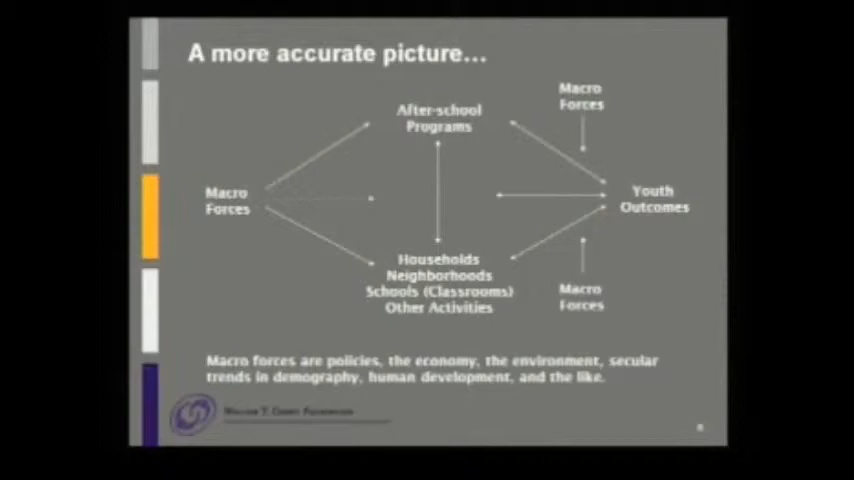 A more accurate picture...
After-school
Programs
Macro
Forces
Macro
Forces
Youth
Outcomes
Households
Neighborhoods
Schools (Classrooms)
Other Activities
Macro
Forces
Macro forces are policies, the economy, the environment, secular
trends in demography, human development, and the like.
William T. Grant Foundation